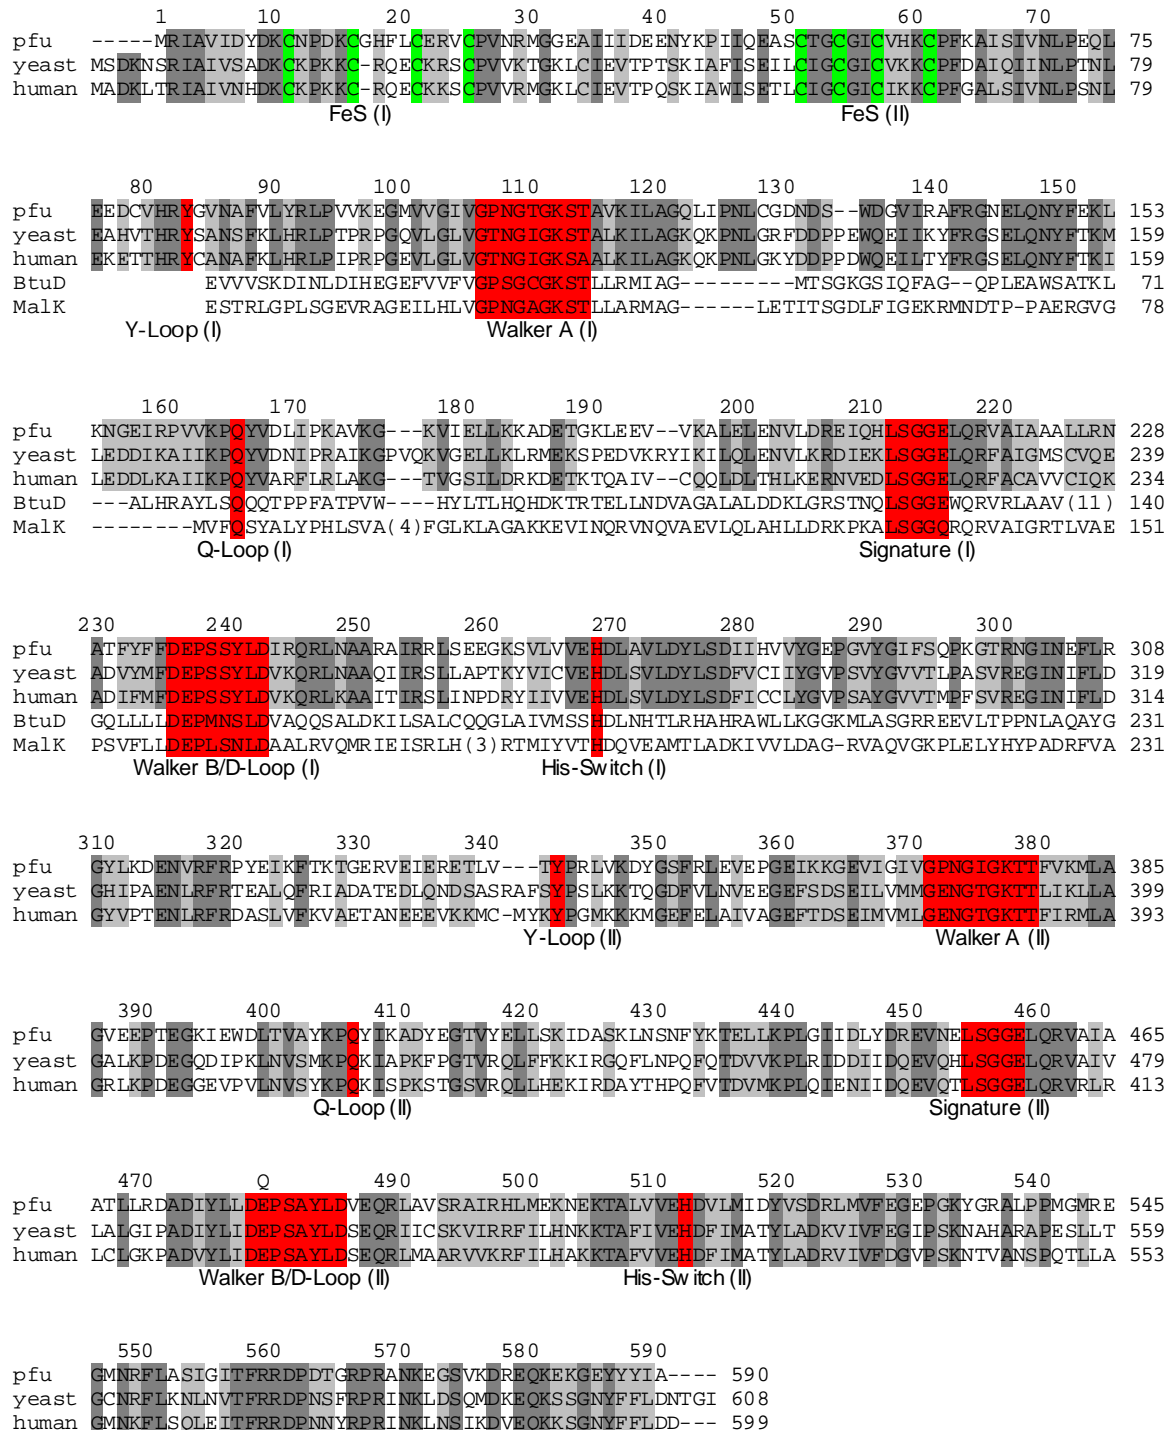 1 10 20 30 40 50 60 70
pfu -----MRIAVIDYDKCNPDKCGHFLCERVCPVNRMGGEAIIIDEENYKPIIQEASCTGCGICVHKCPFKAISIVNLPEQL 75
yeast MSDKNSRIAIVSADKCKPKKC-RQECKRSCPVVKTGKLCIEVTPTSKIAFISEILCIGCGICVKKCPFDAIQIINLPTNL 79
human MADKLTRIAIVNHDKCKPKKC-RQECKKSCPVVRMGKLCIEVTPQSKIAWISETLCIGCGICIKKCPFGALSIVNLPSNL 79
FeS (I) FeS (II)
80 90 100 110 120 130 140 150
pfu EEDCVHRYGVNAFVLYRLPVVKEGMVVGIVGPNGTGKSTAVKILAGQLIPNLCGDNDS--WDGVIRAFRGNELQNYFEKL 153
yeast EAHVTHRYSANSFKLHRLPTPRPGQVLGLVGTNGIGKSTALKILAGKQKPNLGRFDDPPEWQEIIKYFRGSELQNYFTKM 159
human EKETTHRYCANAFKLHRLPIPRPGEVLGLVGTNGIGKSAALKILAGKQKPNLGKYDDPPDWQEILTYFRGSELQNYFTKI 159
BtuD EVVVSKDINLDIHEGEFVVFVGPSGCGKSTLLRMIAG---------MTSGKGSIQFAG--QPLEAWSATKL 71
MalK ESTRLGPLSGEVRAGEILHLVGPNGAGKSTLLARMAG-------LETITSGDLFIGEKRMNDTP-PAERGVG 78
Y-Loop (I) Walker A (I)
160 170 180 190 200 210 220
pfu KNGEIRPVVKPQYVDLIPKAVKG---KVIELLKKADETGKLEEV--VKALELENVLDREIQHLSGGELQRVAIAAALLRN 228
yeast LEDDIKAIIKPQYVDNIPRAIKGPVQKVGELLKLRMEKSPEDVKRYIKILQLENVLKRDIEKLSGGELQRFAIGMSCVQE 239
human LEDDLKAIIKPQYVARFLRLAKG---TVGSILDRKDETKTQAIV--CQQLDLTHLKERNVEDLSGGELQRFACAVVCIQK 234
BtuD ---ALHRAYLSQQQTPPFATPVW----HYLTLHQHDKTRTELLNDVAGALALDDKLGRSTNQLSGGEWQRVRLAAV(11) 140
MalK --------MVFQSYALYPHLSVA(4)FGLKLAGAKKEVINQRVNQVAEVLQLAHLLDRKPKALSGGQRQRVAIGRTLVAE 151
Q-Loop (I) Signature (I)
230 240 250 260 270 280 290 300
pfu ATFYFFDEPSSYLDIRQRLNAARAIRRLSEEGKSVLVVEHDLAVLDYLSDIIHVVYGEPGVYGIFSQPKGTRNGINEFLR 308
yeast ADVYMFDEPSSYLDVKQRLNAAQIIRSLLAPTKYVICVEHDLSVLDYLSDFVCIIYGVPSVYGVVTLPASVREGINIFLD 319
human ADIFMFDEPSSYLDVKQRLKAAITIRSLINPDRYIIVVEHDLSVLDYLSDFICCLYGVPSAYGVVTMPFSVREGINIFLD 314
BtuD GQLLLLDEPMNSLDVAQQSALDKILSALCQQGLAIVMSSHDLNHTLRHAHRAWLLKGGKMLASGRREEVLTPPNLAQAYG 231
MalK PSVFLLDEPLSNLDAALRVQMRIEISRLH(3)RTMIYVTHDQVEAMTLADKIVVLDAG-RVAQVGKPLELYHYPADRFVA 231
Walker B/D-Loop (I) His-Switch (I)
310 320 330 340 350 360 370 380
pfu GYLKDENVRFRPYEIKFTKTGERVEIERETLV---TYPRLVKDYGSFRLEVEPGEIKKGEVIGIVGPNGIGKTTFVKMLA 385
yeast GHIPAENLRFRTEALQFRIADATEDLQNDSASRAFSYPSLKKTQGDFVLNVEEGEFSDSEILVMMGENGTGKTTLIKLLA 399
human GYVPTENLRFRDASLVFKVAETANEEEVKKMC-MYKYPGMKKKMGEFELAIVAGEFTDSEIMVMLGENGTGKTTFIRMLA 393
Y-Loop (II) Walker A (II)
390 400 410 420 430 440 450 460
pfu GVEEPTEGKIEWDLTVAYKPQYIKADYEGTVYELLSKIDASKLNSNFYKTELLKPLGIIDLYDREVNELSGGELQRVAIA 465
yeast GALKPDEGQDIPKLNVSMKPQKIAPKFPGTVRQLFFKKIRGQFLNPQFQTDVVKPLRIDDIIDQEVQHLSGGELQRVAIV 479
human GRLKPDEGGEVPVLNVSYKPQKISPKSTGSVRQLLHEKIRDAYTHPQFVTDVMKPLQIENIIDQEVQTLSGGELQRVRLR 413
Q-Loop (II) Signature (II)
470 Q 490 500 510 520 530 540
pfu ATLLRDADIYLLDEPSAYLDVEQRLAVSRAIRHLMEKNEKTALVVEHDVLMIDYVSDRLMVFEGEPGKYGRALPPMGMRE 545
yeast LALGIPADIYLIDEPSAYLDSEQRLICSKVIRRFILHNKKTAFIVEHDFIMATYLADKVIVFEGIPSKNAHARAPESLLT 559
human LCLGKPADVYLIDEPSAYLDSEQRLMAARVVKRFILHAKKTAFVVEHDFIMATYLADRVIVFDGVPSKNTVANSPQTLLA 553
Walker B/D-Loop (II) His-Switch (II)
550 560 570 580 590
pfu GMNRFLASIGITFRRDPDTGRPRANKEGSVKDREQKEKGEYYYIA---- 590
yeast GCNRFLKNLNVTFRRDPNSFRPRINKLDSQMDKEQKSSGNYFFLDNTGI 608
human GMNKFLSQLEITFRRDPNNYRPRINKLNSIKDVEQKKSGNYFFLDD--- 599